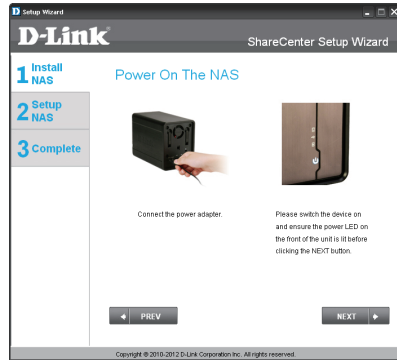 Setup Wizard
D-Link
ShareCenter Setup Wizard
1 Install
NAS
2 Setup
NAS
3 Complete
Power On The NAS
Connect the power adapter.
Please switch the device on
and ensure the power LED on
the front of the unit is lit before
clicking the NEXT button.
PREV
NEXT
Copyright © 2010-2012 D-Link Corporation Inc. All rights reserved.